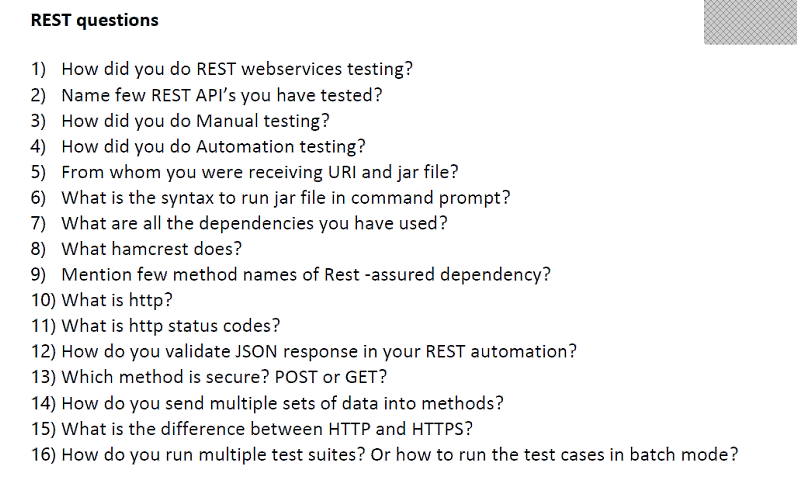 REST questions
1) How did you do REST webservices testing?
2) Name few REST API’s you have tested?
3) How did you do Manual testing?
4) How did you do Automation testing?
5) From whom you were receiving URI and jar file?
6) What is the syntax to run jar file in command prompt?
7) What are all the dependencies you have used?
8) What hamcrest does?
9) Mention few method names of Rest -assured dependency?
10) What is http?
11) What is http status codes?
12) How do you validate JSON response in your REST automation?
13) Which method is secure? POST or GET?
14) How do you send multiple sets of data into methods?
15) What is the difference between HTTP and HTTPS?
16) How do you run multiple test suites? Or how to run the test cases in batch mode?